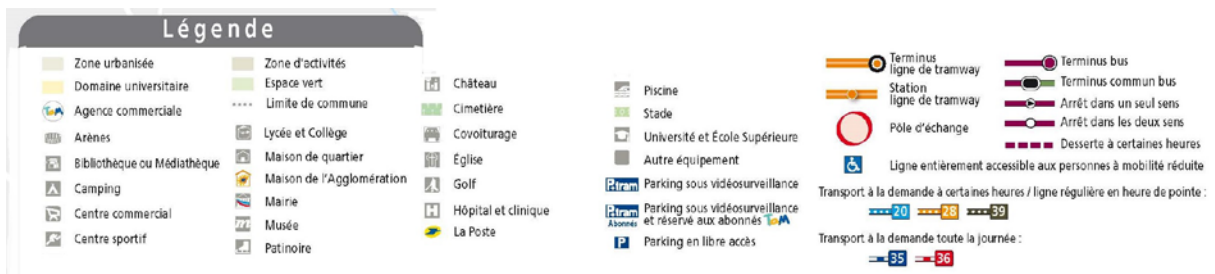 Légende
Zone urbanisée
Domaine universitaire
TaM Agence commerciale
Arènes
Bibliothèque ou Médiathèque
Camping
Centre commercial
Centre sportif
Zone d'activités
Espace vert
Limite de commune
Lycée et Collège
Maison de quartier
Maison de l'Agglomération
Mairie
m Musée
Patinoire
Château
Cimetière
Covoiturage
Église
Golf
H Hôpital et clinique
La Poste
Piscine
Stade
Université et École Supérieure
Autre équipement
P+tram Parking sous vidéosurveillance
P+tram Parking sous vidéosurveillance
Abonnés et réservé aux abonnés TaM
P Parking en libre accès
Terminus
ligne de tramway
Station
ligne de tramway
Pôle d'échange
Terminus bus
Terminus commun bus
Arrêt dans un seul sens
Arrêt dans les deux sens
Desserte à certaines heures
Ligne entièrement accessible aux personnes à mobilité réduite
Transport à la demande à certaines heures / ligne régulière en heure de pointe :
20 28 39
Transport à la demande toute la journée :
35 36